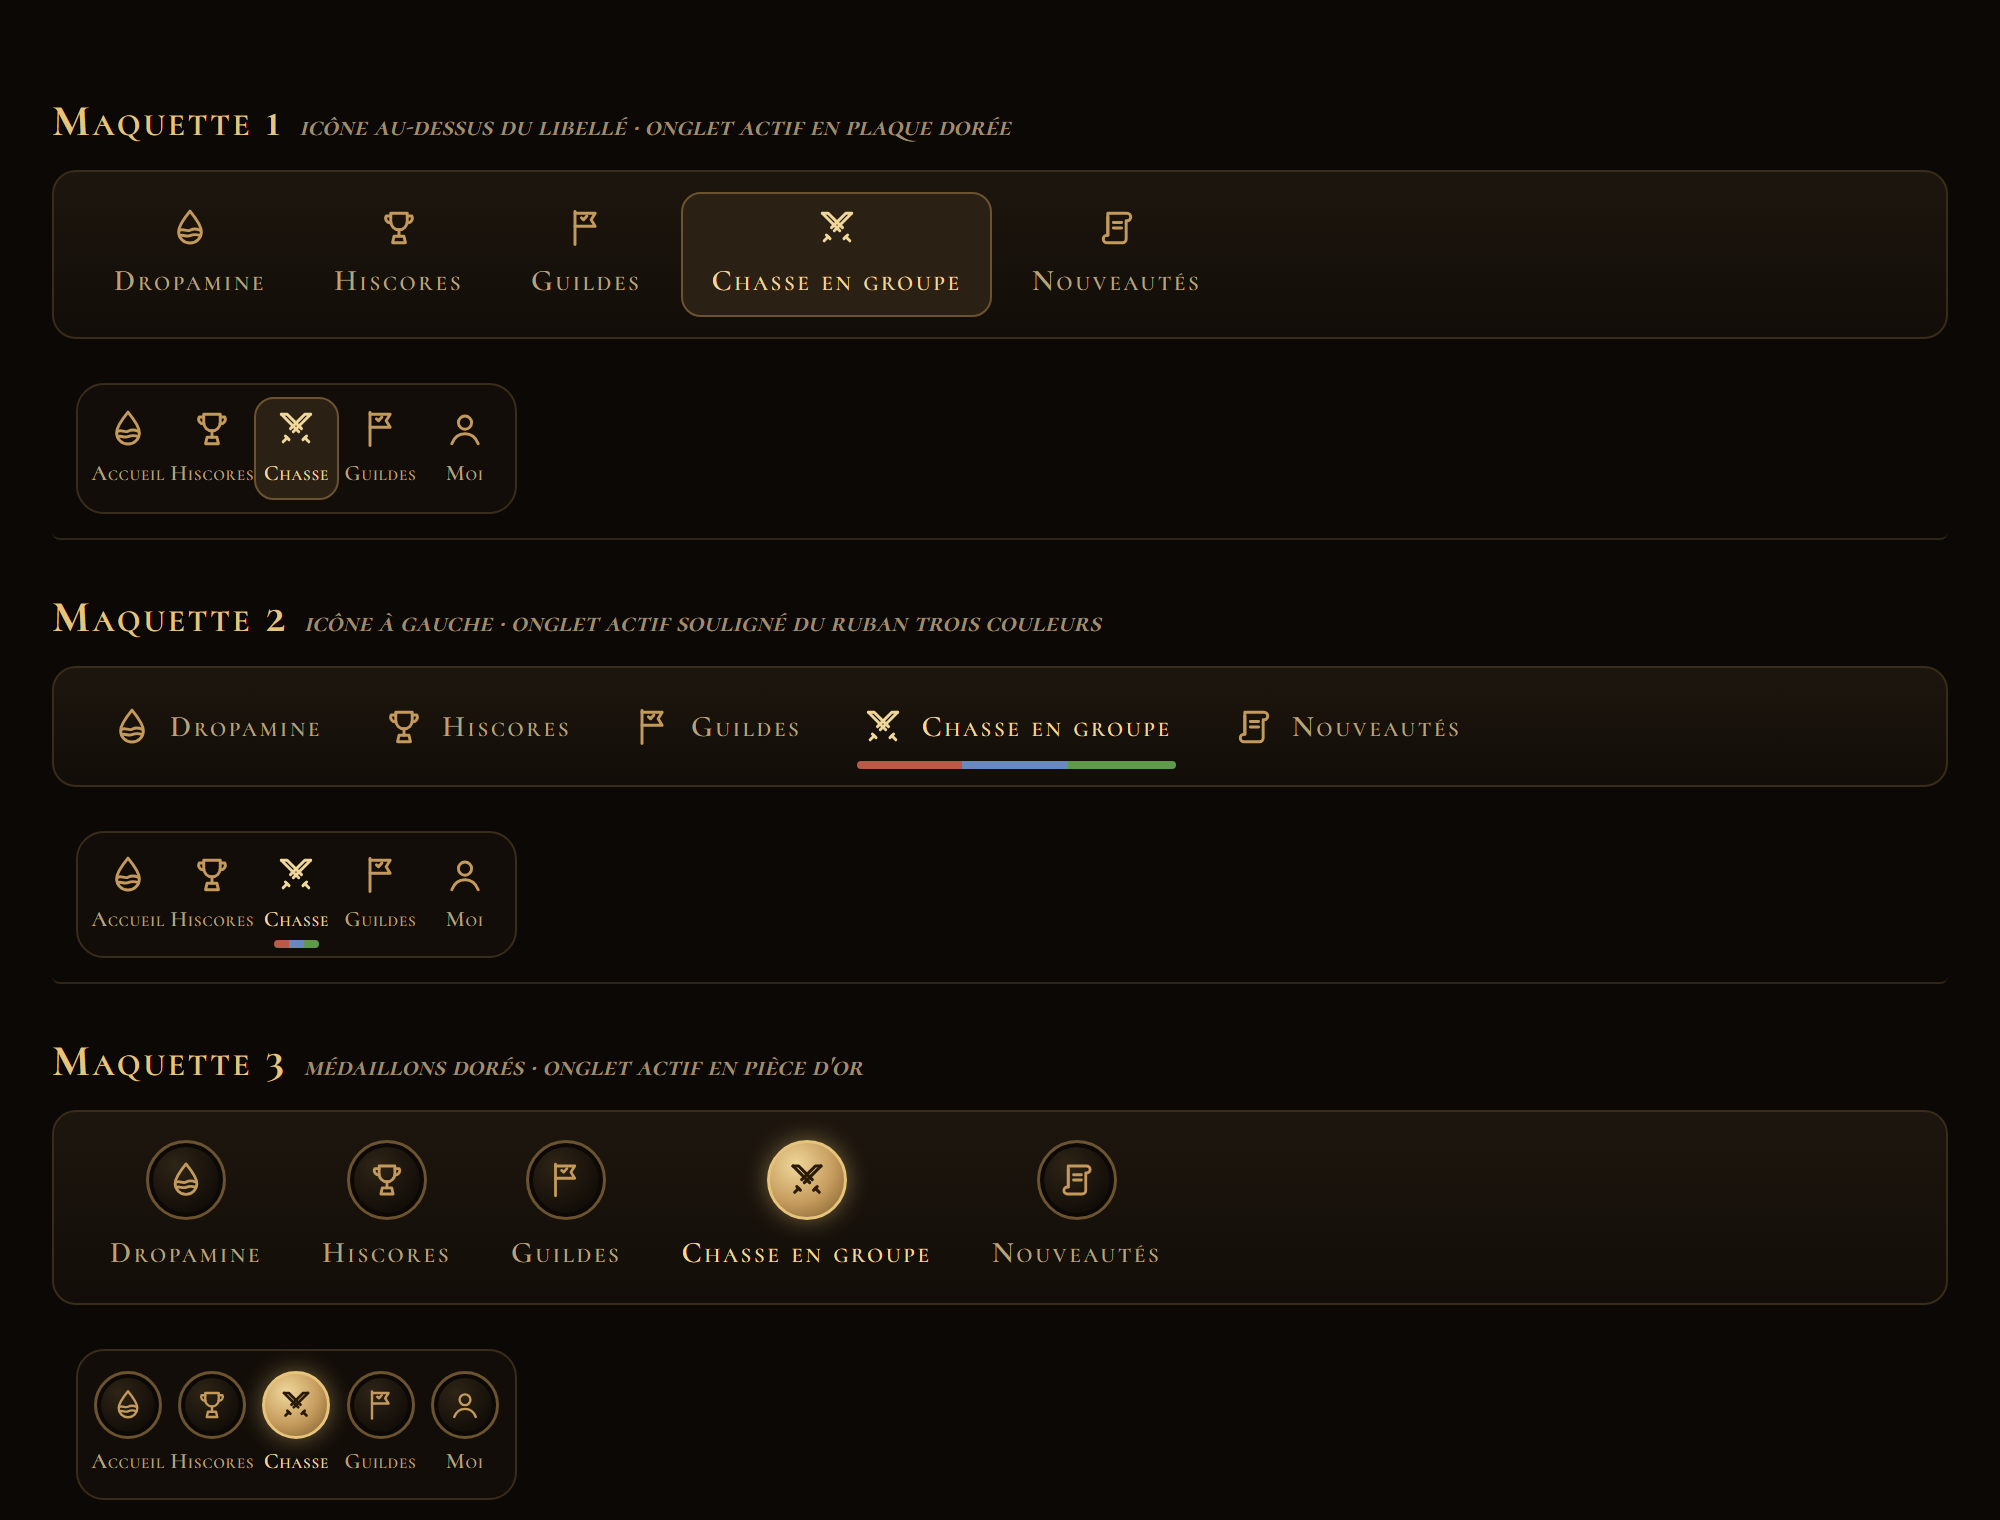 Maquette 1 icône au-dessus du libellé · onglet actif en plaque dorée
Dropamine Hiscores Guildes Chasse en groupe Nouveautés
Accueil Hiscores Chasse Guildes Moi
Maquette 2 icône à gauche · onglet actif souligné du ruban trois couleurs
Dropamine Hiscores Guildes Chasse en groupe Nouveautés
Accueil Hiscores Chasse Guildes Moi
Maquette 3 médaillons dorés · onglet actif en pièce d'or
Dropamine Hiscores Guildes Chasse en groupe Nouveautés
Accueil Hiscores Chasse Guildes Moi